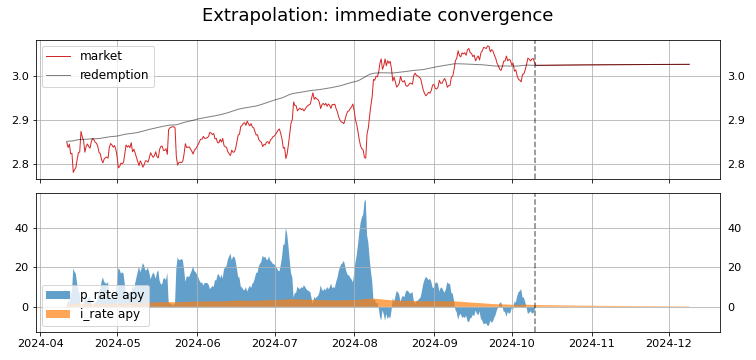 Extrapolation: immediate convergence
market
redemption
3.0 3.0
2.9 2.9
2.8 2.8
40 40
20 20
0 0
p_rate apy
i_rate apy
2024-04 2024-05 2024-06 2024-07 2024-08 2024-09 2024-10 2024-11 2024-12